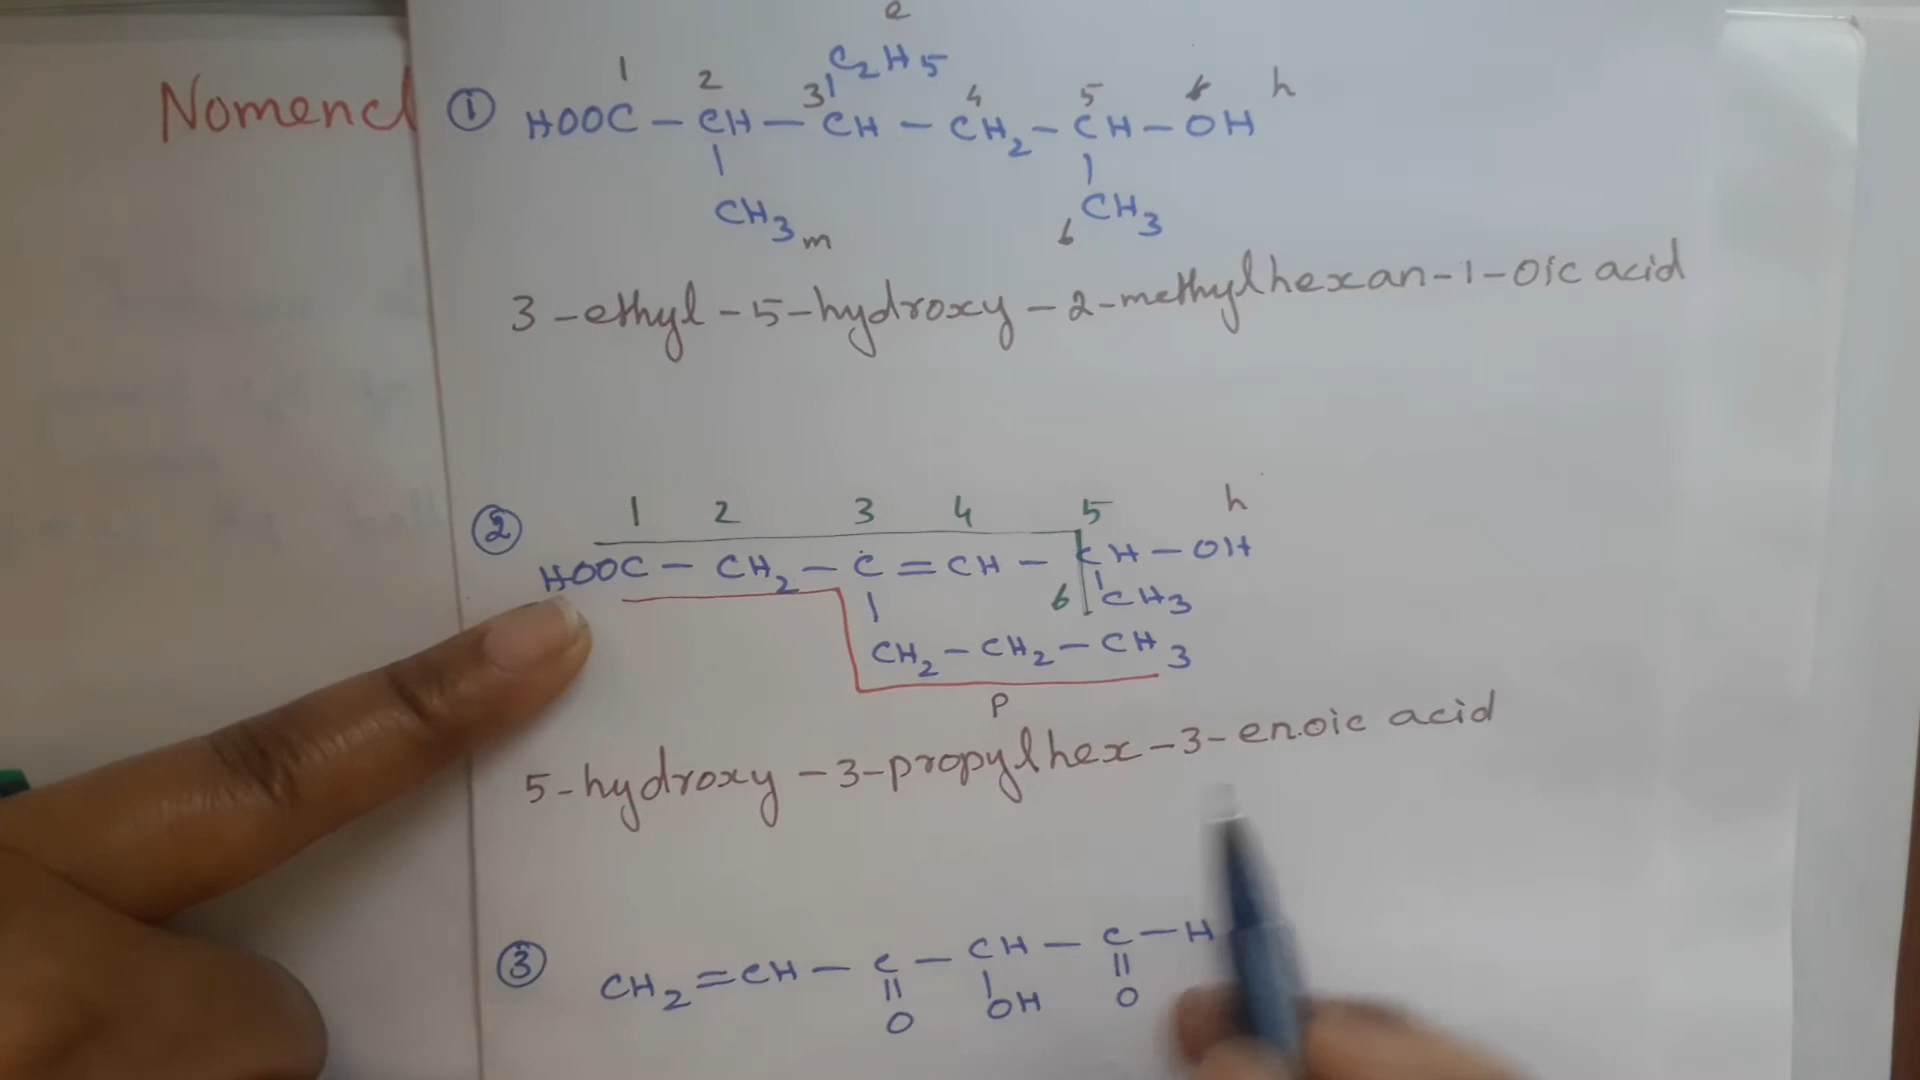 Nomencl
e
C2H5
1 2 3 4 5 6 h
① HOOC - CH - CH - CH2 - CH - OH
CH3 m 6 CH3
3-ethyl-5-hydroxy-2-methylhexan-1-oic acid
1 2 3 4 5 h
② HOOC - CH2 - C = CH - CH - OH
6 CH3
CH2 - CH2 - CH3
P
5-hydroxy-3-propylhex-3-enoic acid
③ CH2 = CH - C - CH - C - H
O OH O